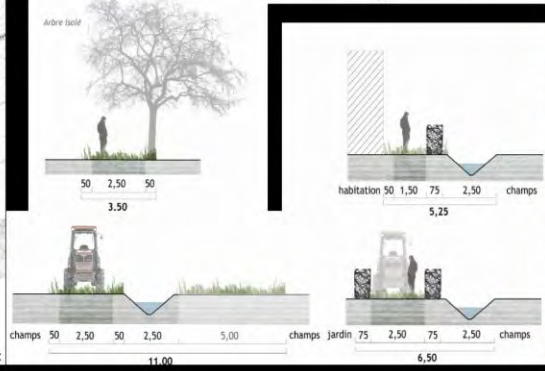 Arbre isolé
50 2,50 50
3.50
habitation 50 1,50 75 2,50 champs
5,25
champs 50 2,50 50 2,50 5,00 champs
11.00
jardin 75 2,50 75 2,50 champs
6,50